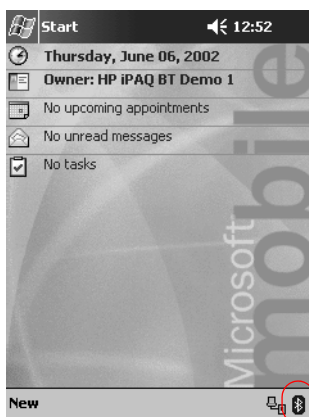 Start 12:52
Thursday, June 06, 2002
Owner: HP iPAQ BT Demo 1
No upcoming appointments
No unread messages
No tasks
Microsoft
mobile
New